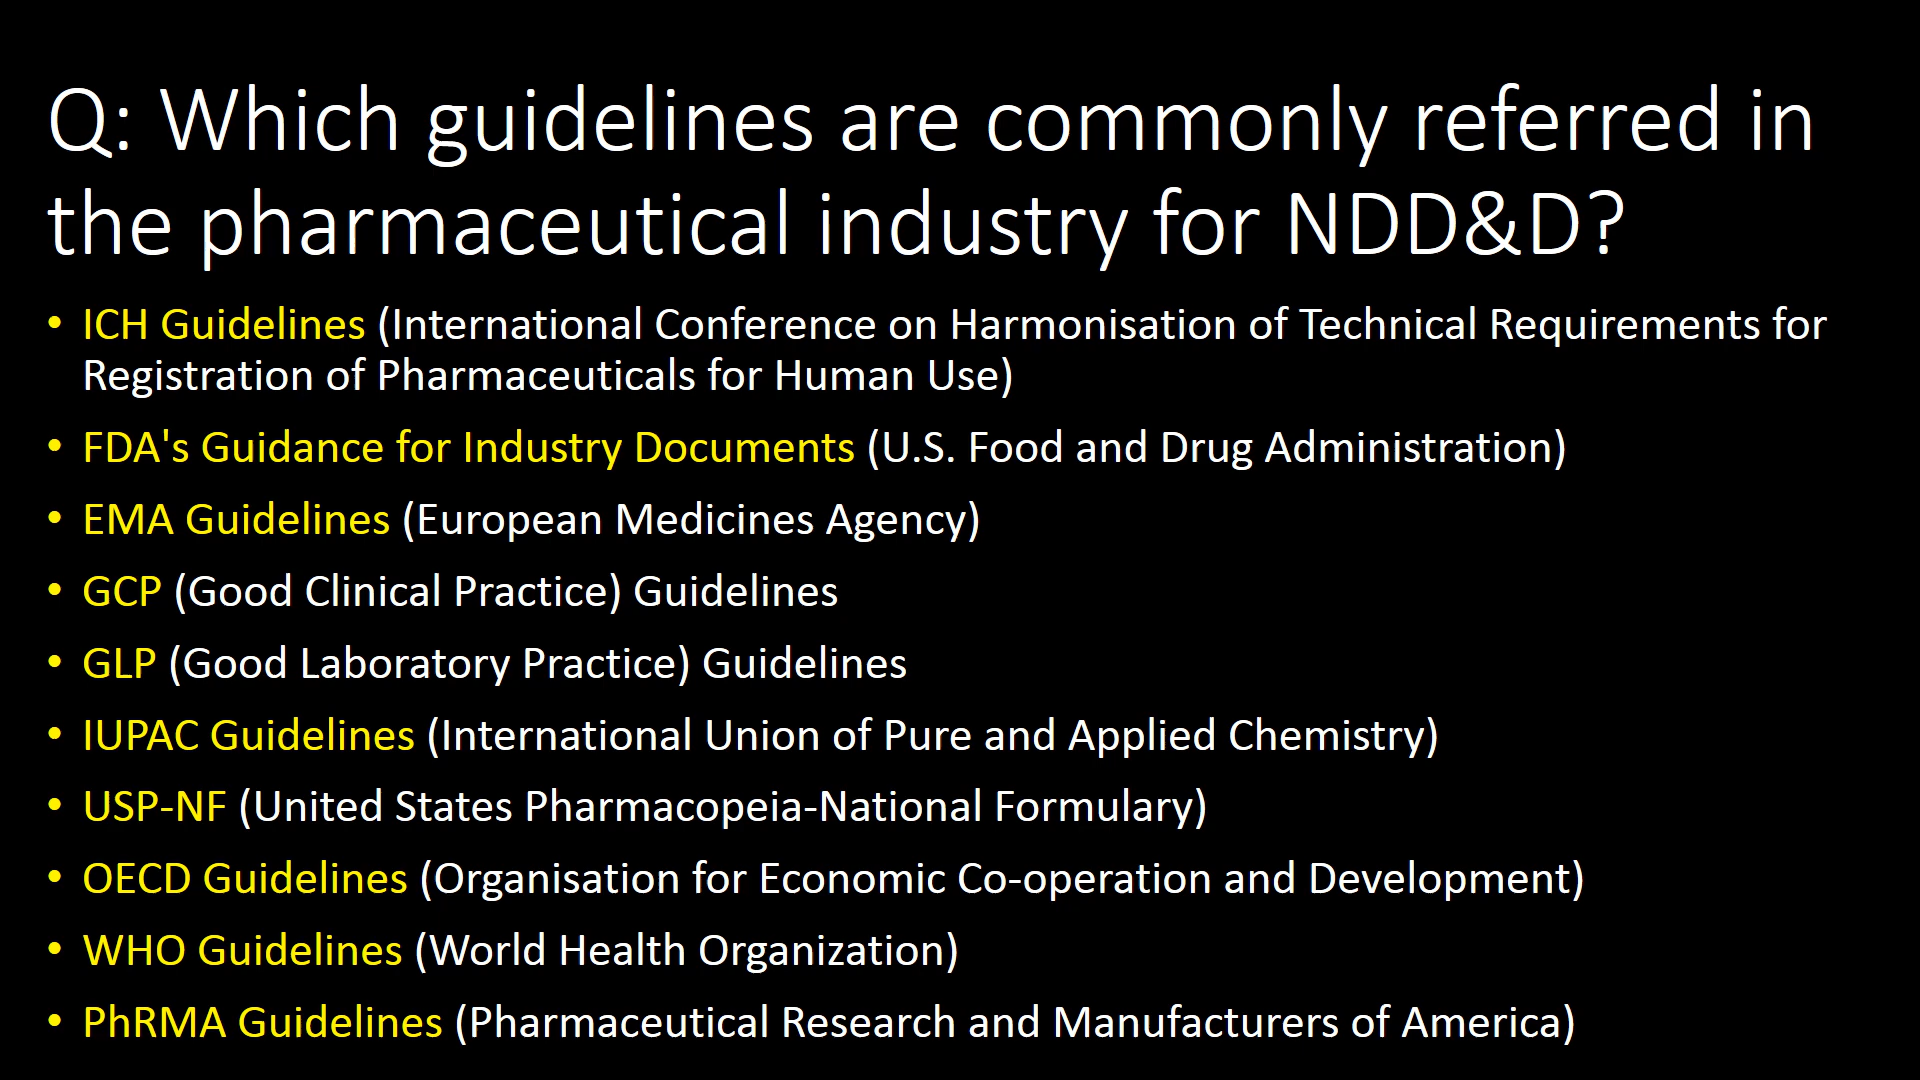 Q: Which guidelines are commonly referred in
the pharmaceutical industry for NDD&D?
• ICH Guidelines (International Conference on Harmonisation of Technical Requirements for
Registration of Pharmaceuticals for Human Use)
• FDA's Guidance for Industry Documents (U.S. Food and Drug Administration)
• EMA Guidelines (European Medicines Agency)
• GCP (Good Clinical Practice) Guidelines
• GLP (Good Laboratory Practice) Guidelines
• IUPAC Guidelines (International Union of Pure and Applied Chemistry)
• USP-NF (United States Pharmacopeia-National Formulary)
• OECD Guidelines (Organisation for Economic Co-operation and Development)
• WHO Guidelines (World Health Organization)
• PhRMA Guidelines (Pharmaceutical Research and Manufacturers of America)